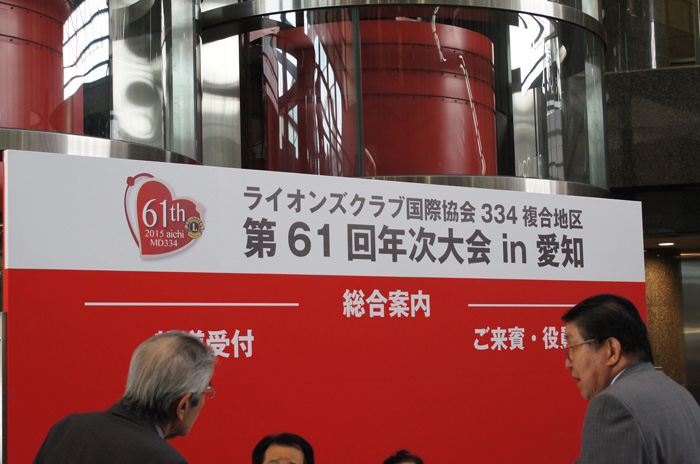 61th
2015 aichi
MD334
ライオンズクラブ国際協会 334 複合地区
第 61 回年次大会 in 愛知
総合案内
受付
ご来賓・役